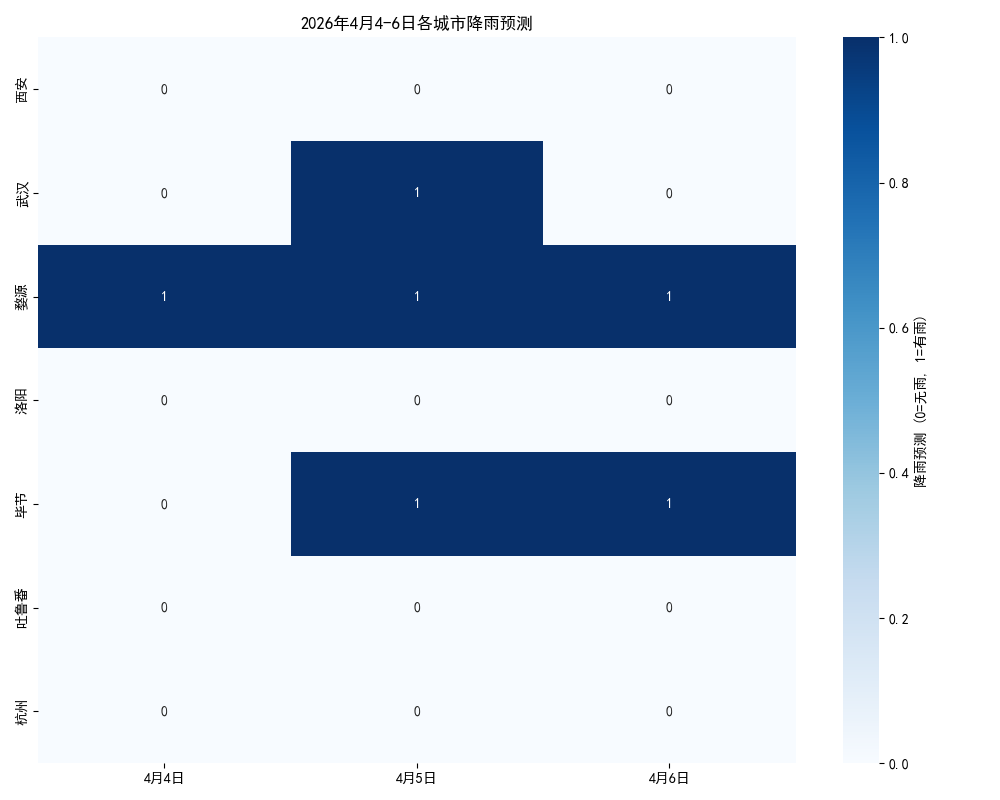 2026年4月4-6日各城市降雨预测
西安
0 0 0
武汉
0 1 0
婺源
1 1 1
洛阳
0 0 0
毕节
0 1 1
吐鲁番
0 0 0
杭州
0 0 0
4月4日 4月5日 4月6日
1.0
0.8
0.6
0.4
0.2
0.0
降雨预测 (0=无雨, 1=有雨)